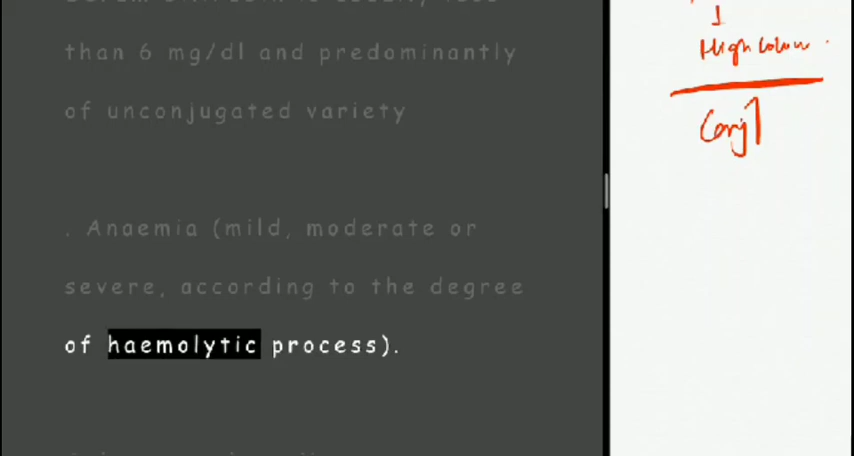 than 6 mg/dl and predominantly
of unconjugated variety
. Anaemia (mild, moderate or
severe, according to the degree
of haemolytic process).
High colour
Conj↑